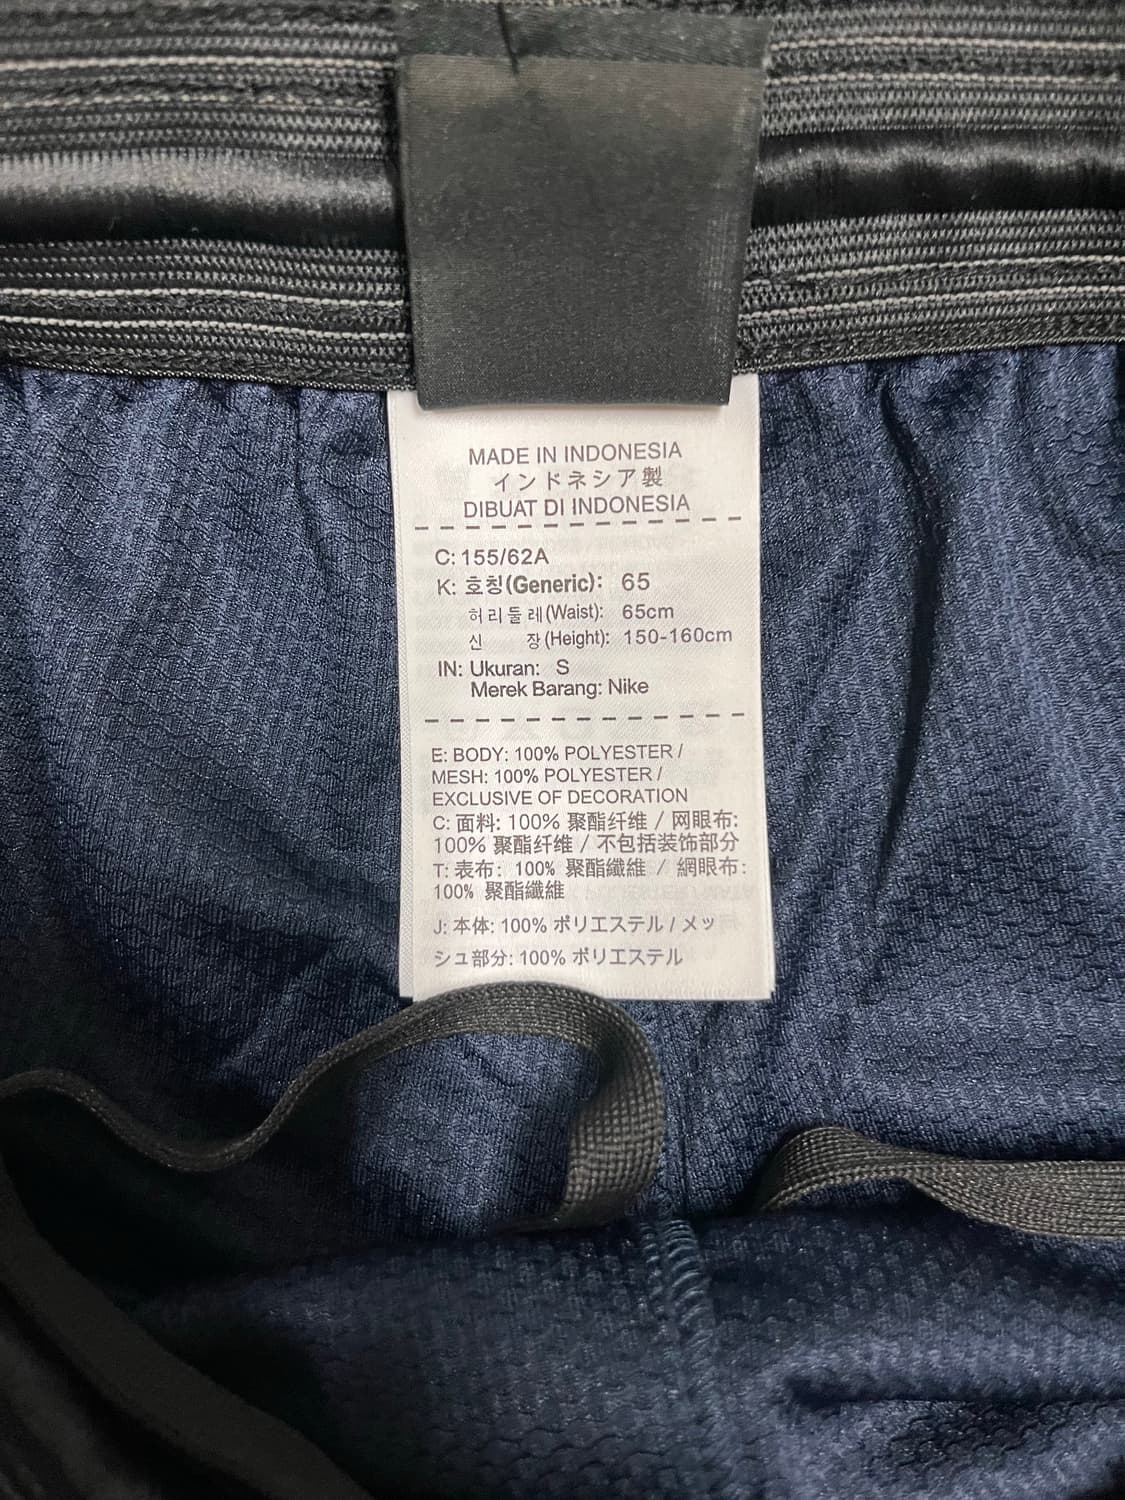 MADE IN INDONESIA
インドネシア製
DIBUAT DI INDONESIA
C: 155/62A
K: 호칭(Generic): 65
허리둘레(Waist): 65cm
신 장(Height): 150-160cm
IN: Ukuran: S
Merek Barang: Nike
E: BODY: 100% POLYESTER /
MESH: 100% POLYESTER /
EXCLUSIVE OF DECORATION
C: 面料: 100% 聚酯纤维 / 网眼布:
100% 聚酯纤维 / 不包括装饰部分
T: 表布: 100% 聚酯纖維 / 網眼布:
100% 聚酯纖維
J: 本体: 100% ポリエステル / メッ
シュ部分: 100% ポリエステル